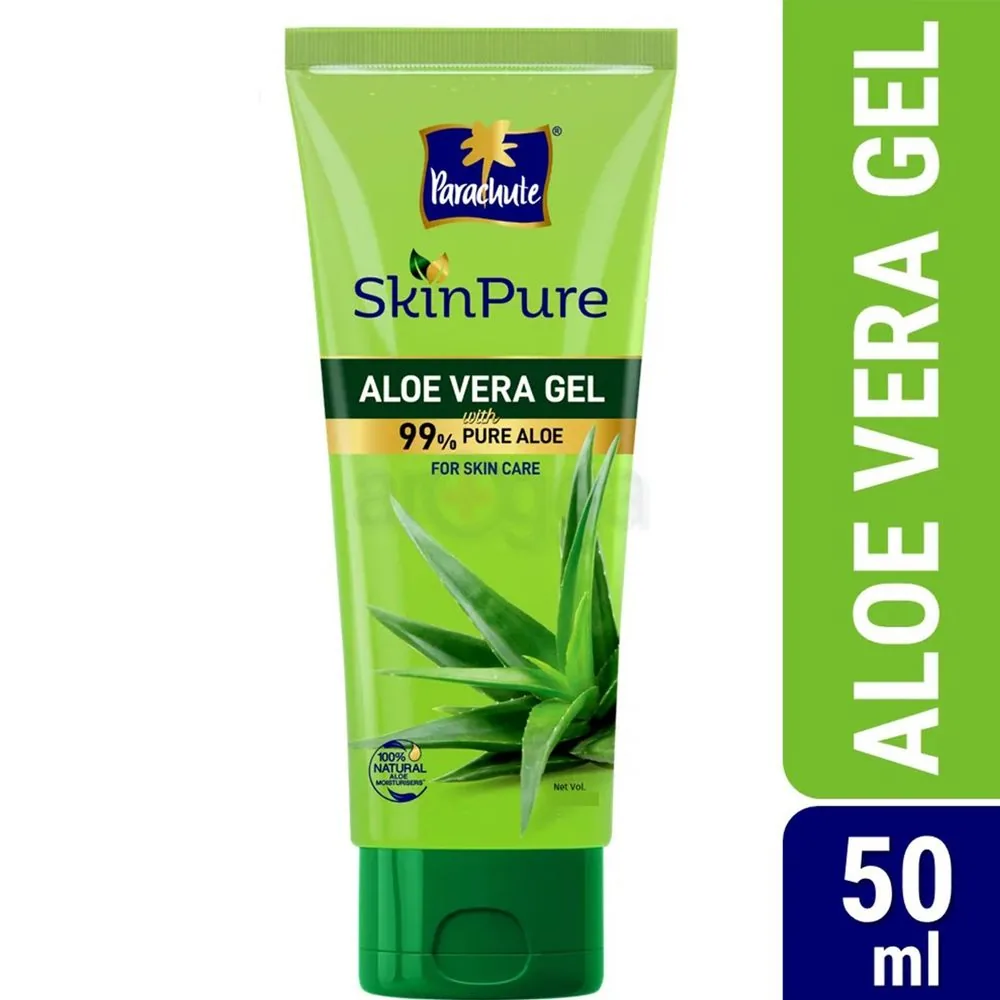 Parachute®
SkinPure
ALOE VERA GEL
with
99% PURE ALOE
FOR SKIN CARE
100%
NATURAL
ALOE
MOISTURISERS
Net Vol.
ALOE VERA GEL
50
ml